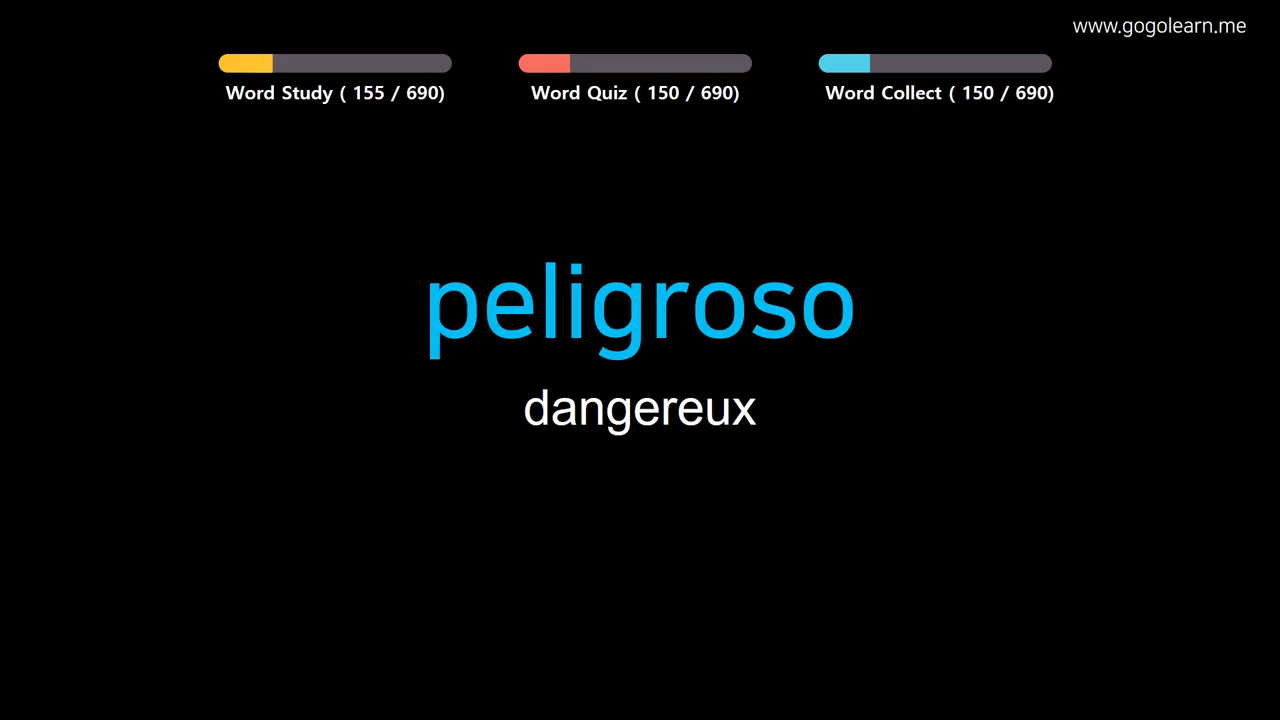 www.gogolearn.me
Word Study ( 155 / 690)
Word Quiz ( 150 / 690)
Word Collect ( 150 / 690)
peligroso
dangereux